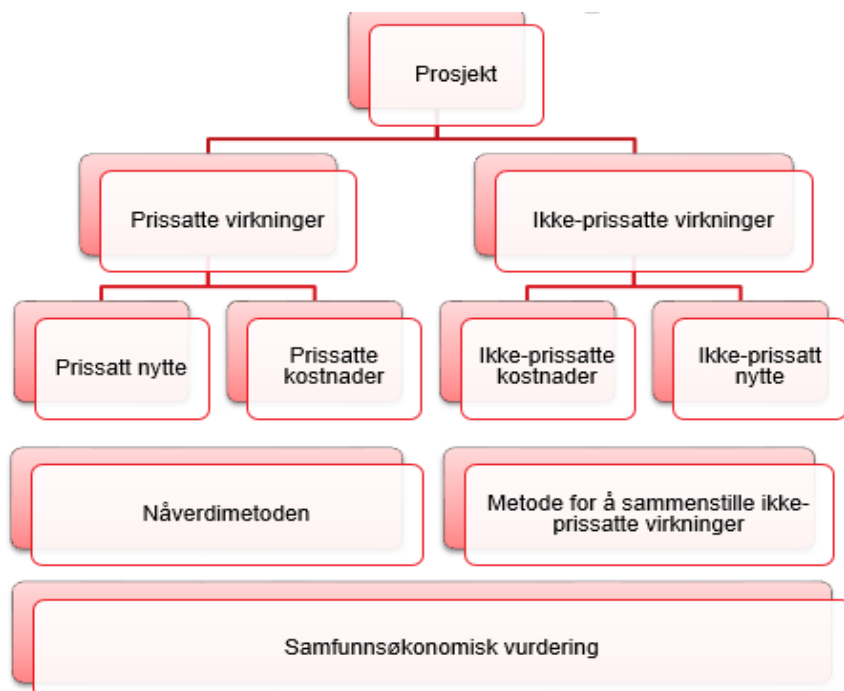 Prosjekt
Prissatte virkninger
Ikke-prissatte virkninger
Prissatt nytte
Prissatte
kostnader
Ikke-prissatte
kostnader
Ikke-prissatt
nytte
Nåverdimetoden
Metode for å sammenstille ikke-
prissatte virkninger
Samfunnsøkonomisk vurdering